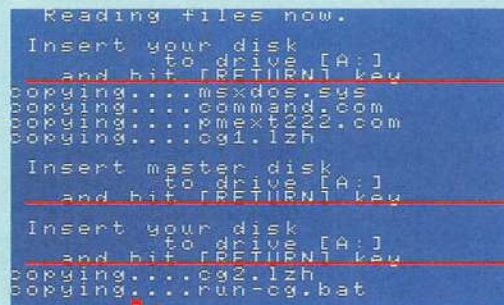 Reading files now.
Insert your disk
to drive [A:]
and hit [RETURN] key
copying....msxdos.sys
copying....command.com
copying....pmext222.com
copying....cg1.lzh
Insert master disk
to drive [A:]
and hit [RETURN] key
Insert your disk
to drive [A:]
and hit [RETURN] key
copying....cg2.lzh
copying....run-cg.bat